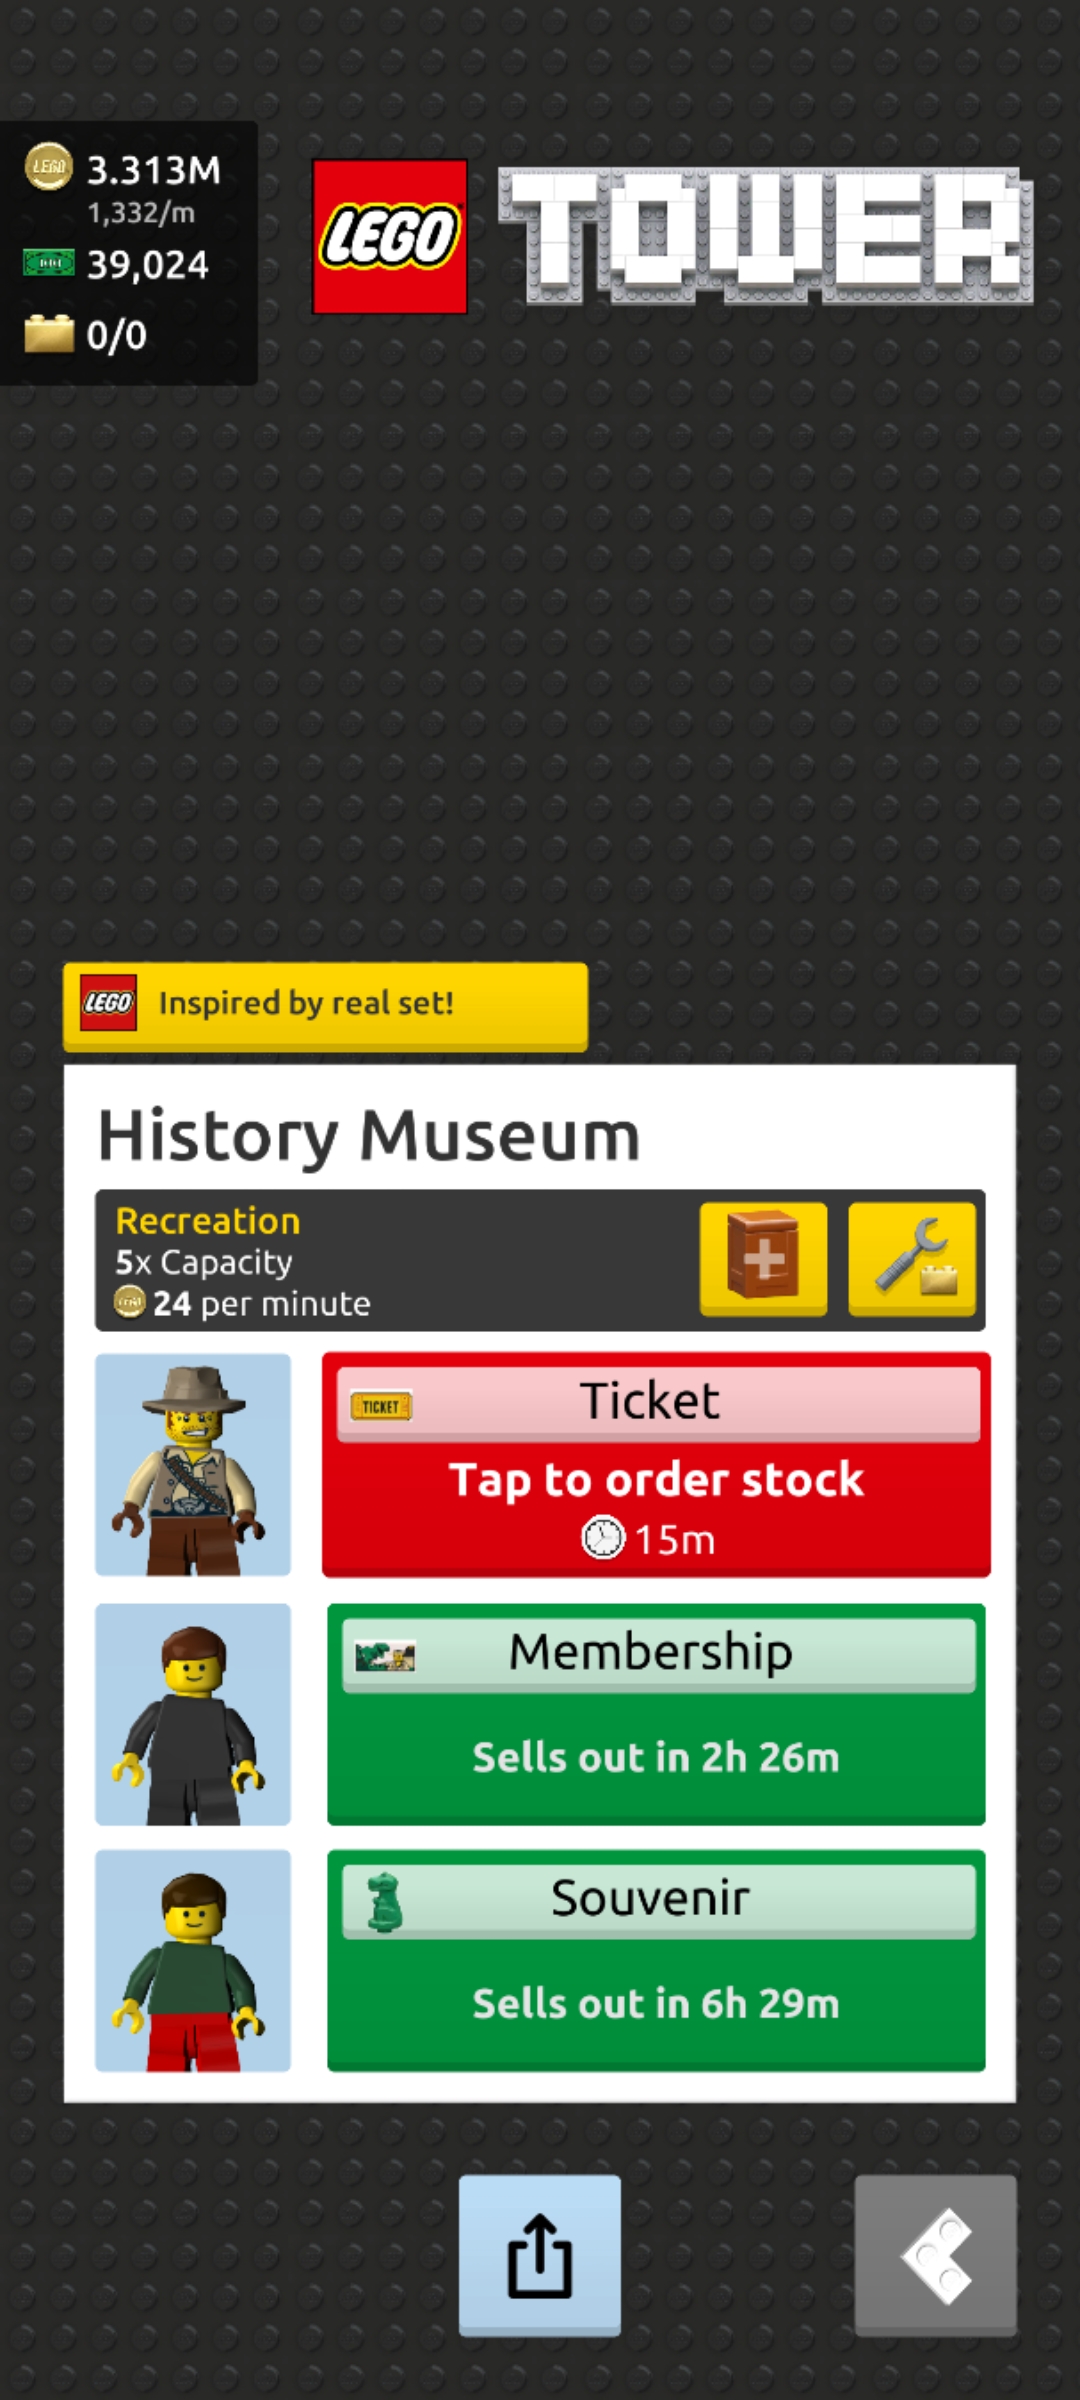 3.313M
1,332/m
39,024
0/0
LEGO TOWER
LEGO Inspired by real set!
History Museum
Recreation
5x Capacity
24 per minute
TICKET Ticket
Tap to order stock
15m
Membership
Sells out in 2h 26m
Souvenir
Sells out in 6h 29m